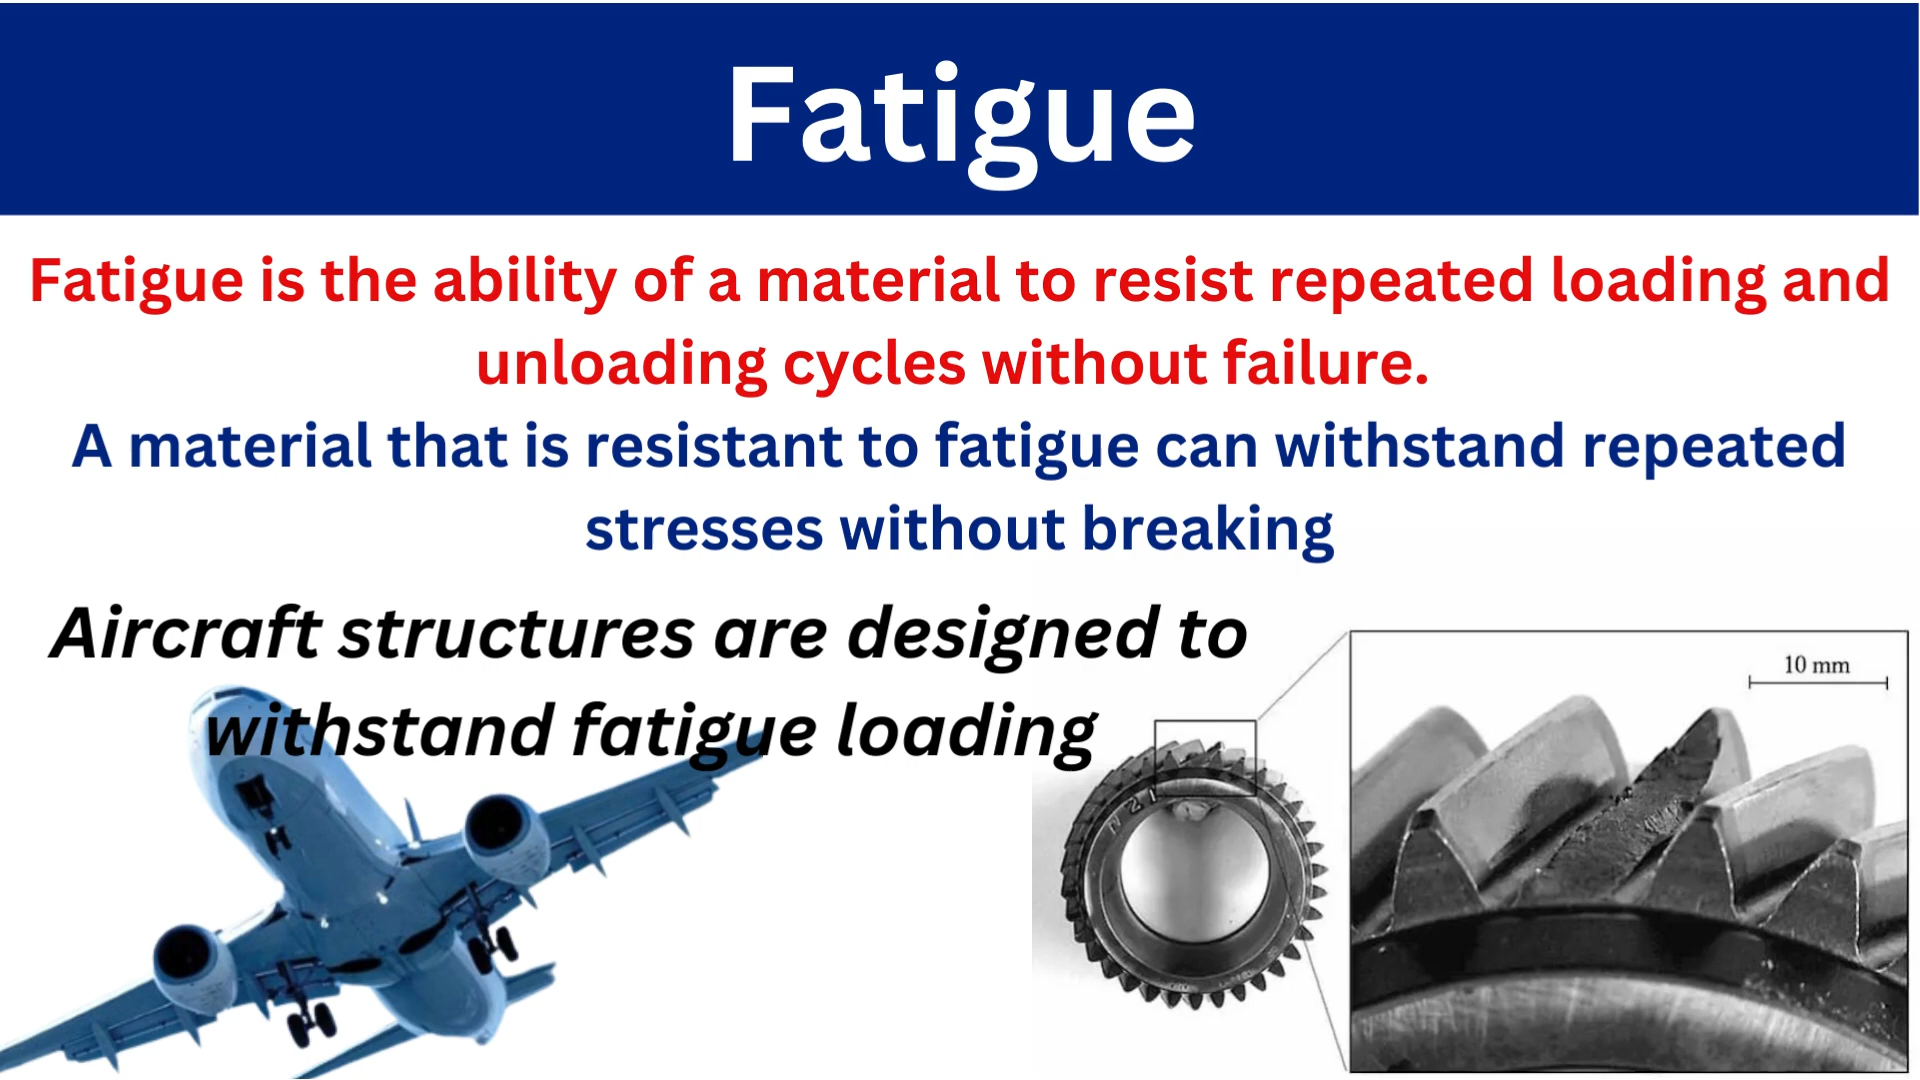 Fatigue
Fatigue is the ability of a material to resist repeated loading and
unloading cycles without failure.
A material that is resistant to fatigue can withstand repeated
stresses without breaking
Aircraft structures are designed to
withstand fatigue loading
10 mm